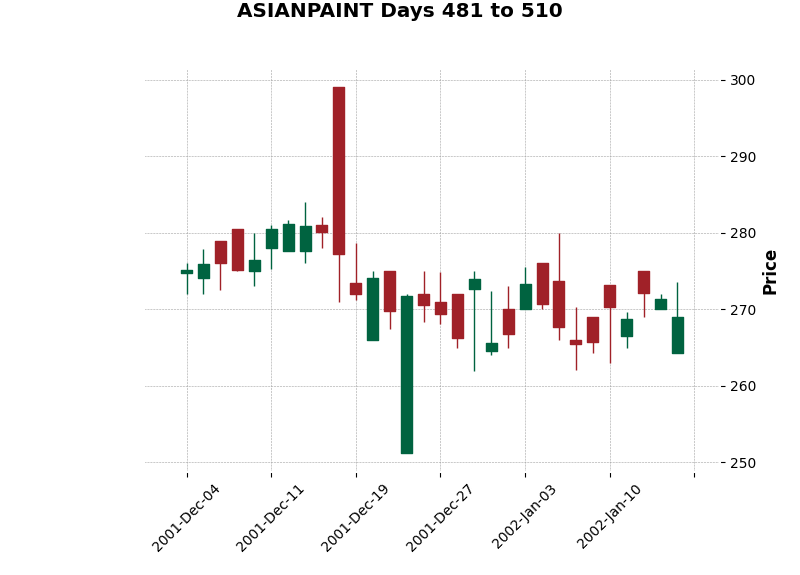 ASIANPAINT Days 481 to 510
300
290
280
270
260
250
Price
2001-Dec-04
2001-Dec-11
2001-Dec-19
2001-Dec-27
2002-Jan-03
2002-Jan-10